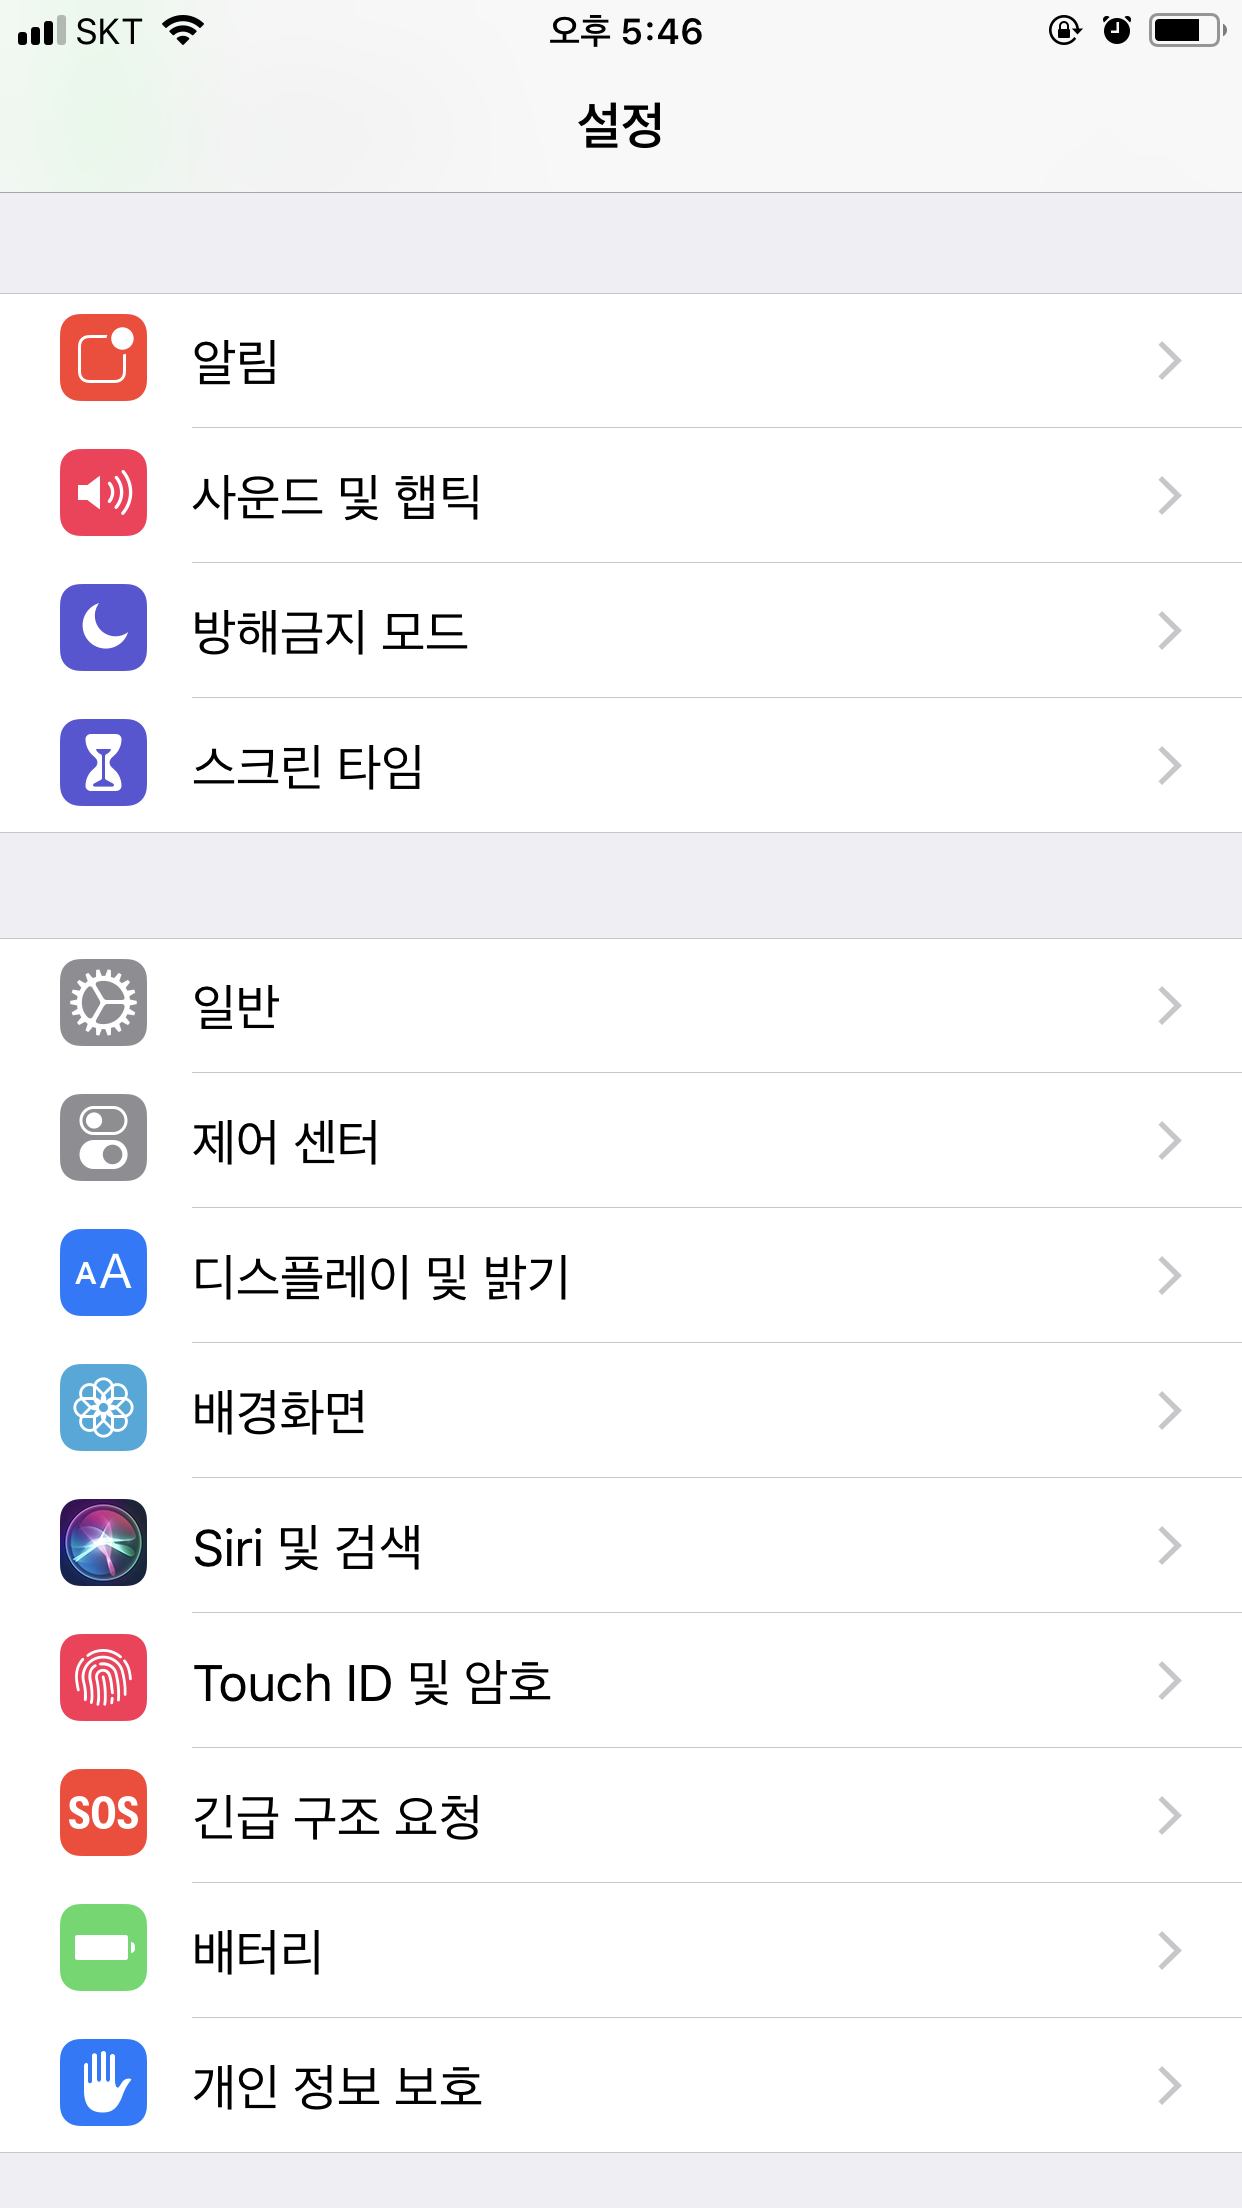 SKT 오후 5:46
설정
알림
사운드 및 햅틱
방해금지 모드
스크린 타임
일반
제어 센터
AA 디스플레이 및 밝기
배경화면
Siri 및 검색
Touch ID 및 암호
SOS 긴급 구조 요청
배터리
개인 정보 보호